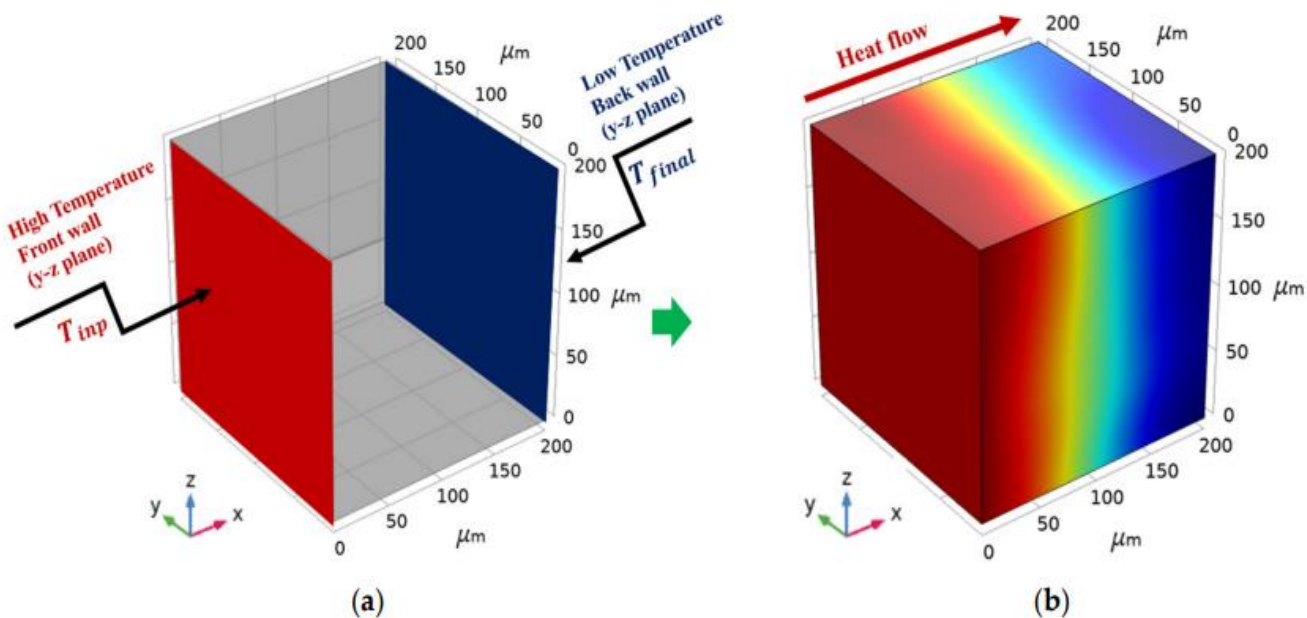 200
150
100
50
0
μm
Low Temperature
Back wall
(y-z plane)
T final
High Temperature
Front wall
(y-z plane)
T inp
200
150
100
50
0
μm
200
150
100
50
0
μm
z
y
x
(a)
Heat flow
200
150
100
50
0
μm
200
150
100
50
0
μm
200
150
100
50
0
μm
z
y
x
(b)